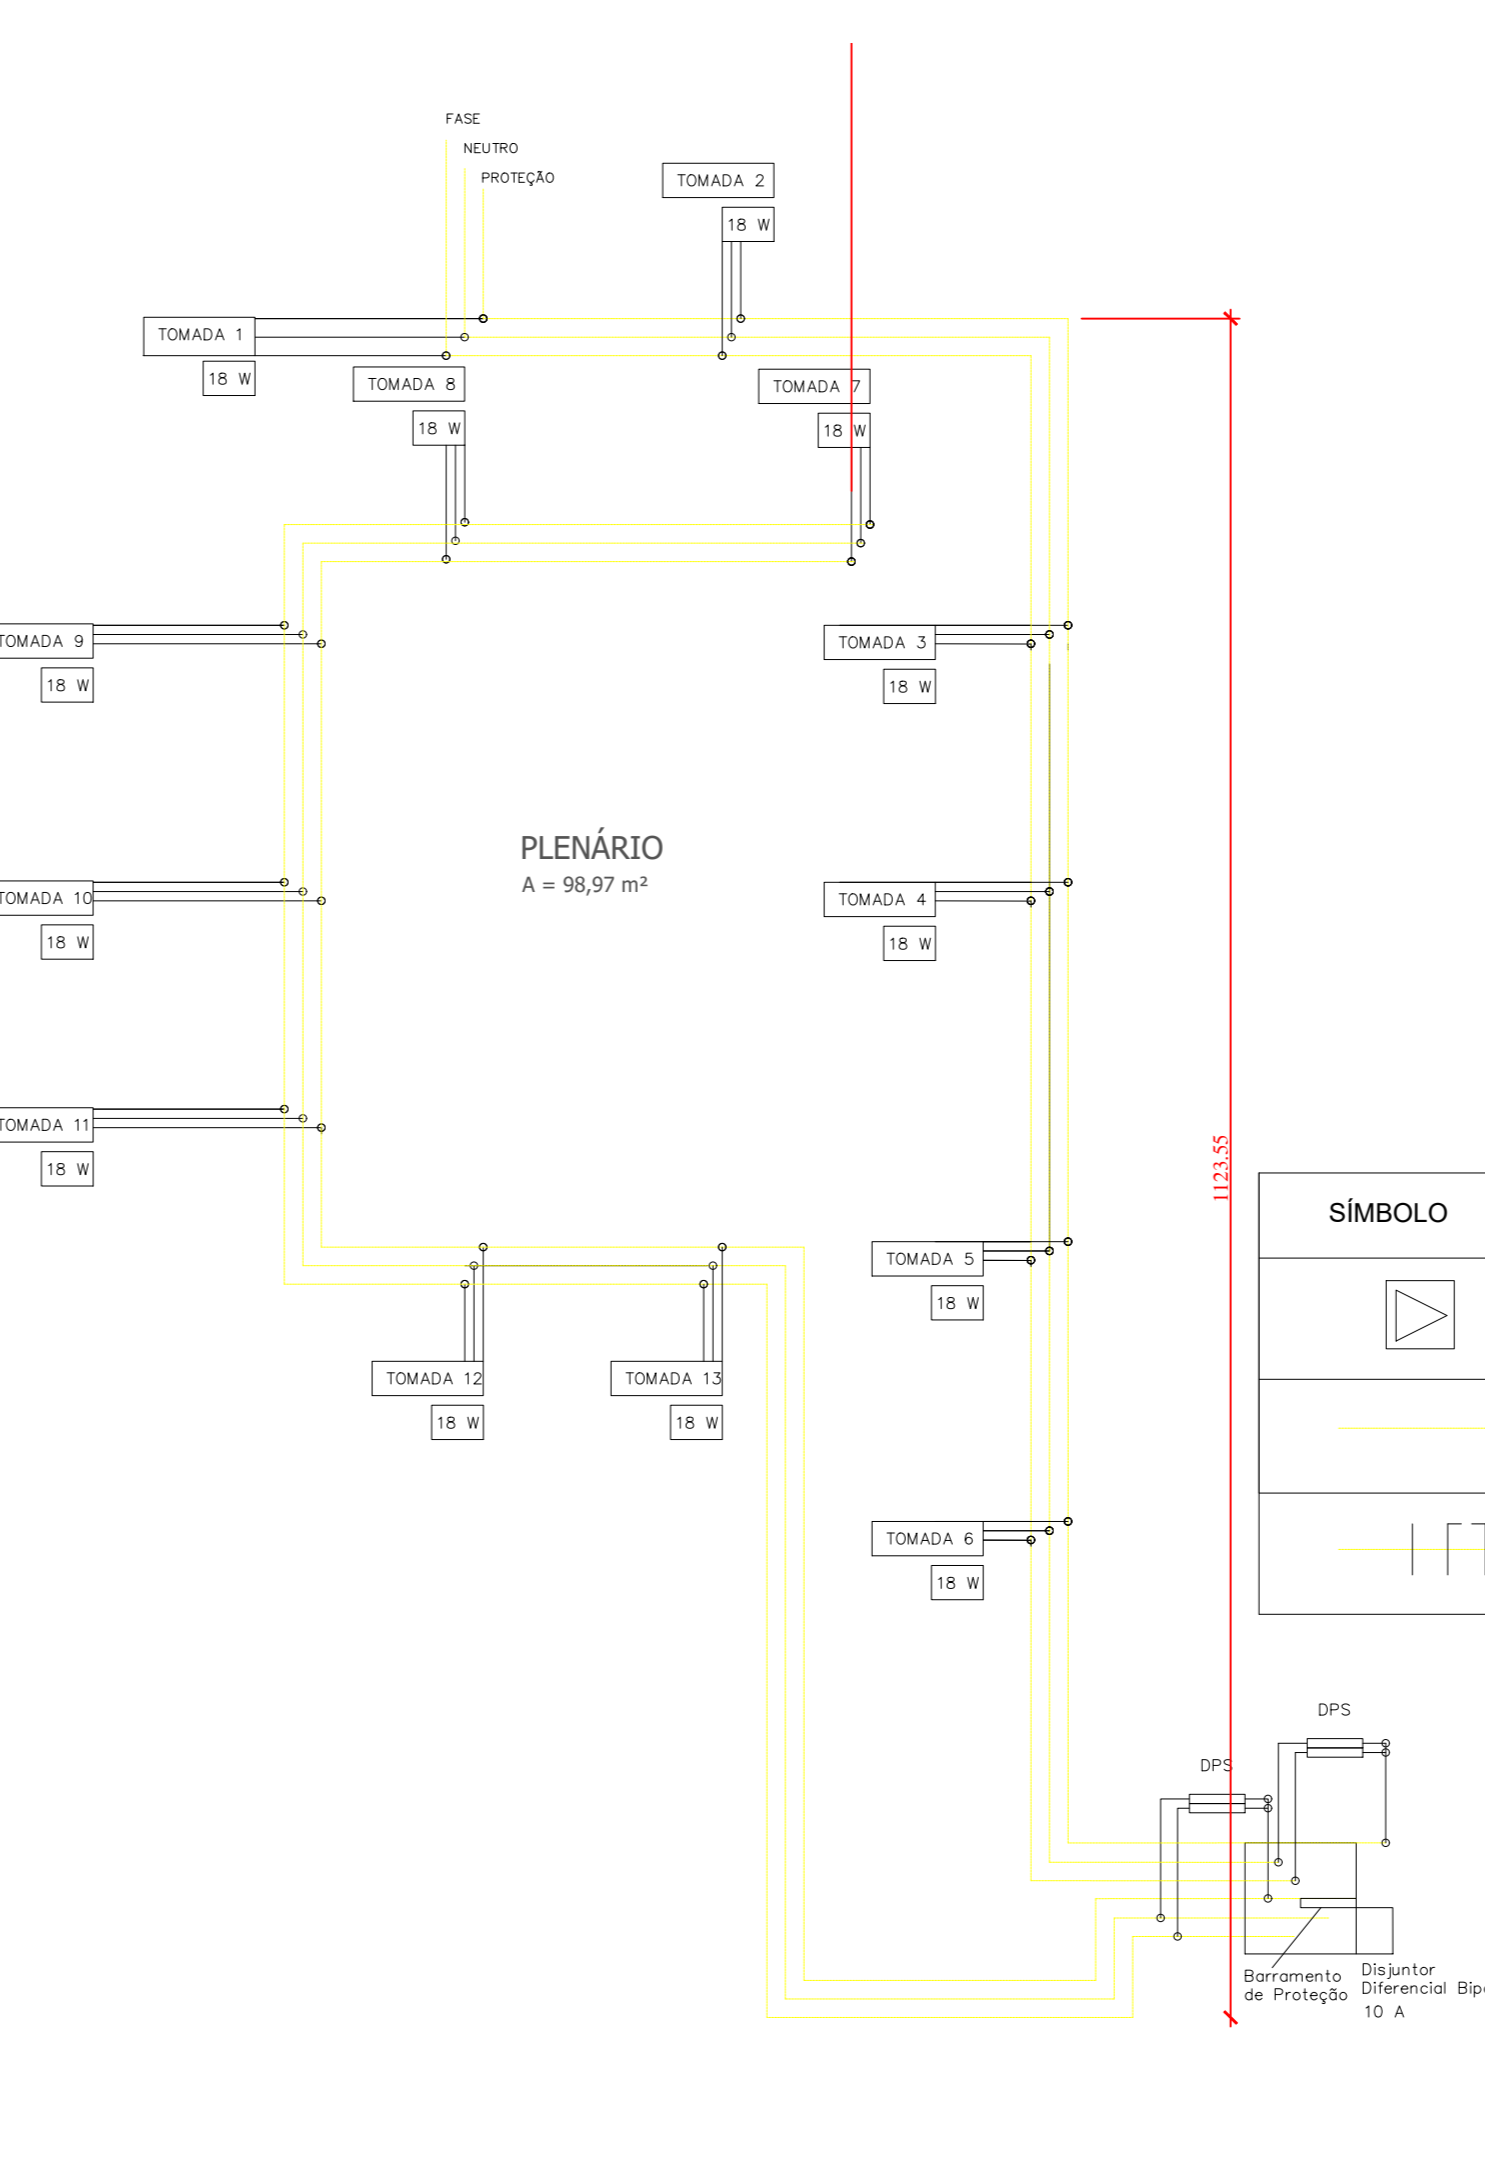 FASE
NEUTRO
PROTEÇÃO
TOMADA 2
18 W
TOMADA 1
18 W
TOMADA 8
18 W
TOMADA 7
18 W
TOMADA 9
18 W
TOMADA 3
18 W
PLENÁRIO
A = 98,97 m²
TOMADA 10
18 W
TOMADA 4
18 W
TOMADA 11
18 W
1123.55
SÍMBOLO
TOMADA 5
18 W
TOMADA 12
18 W
TOMADA 13
18 W
TOMADA 6
18 W
DPS
DPS
Barramento
de Proteção
Disjuntor
Diferencial Bip
10 A